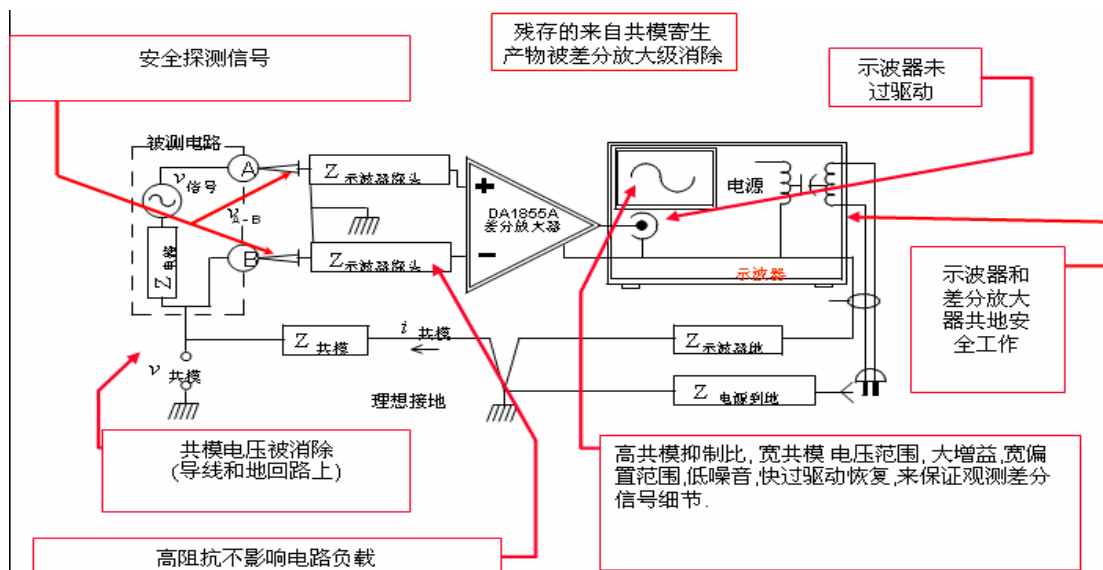 残存的来自共模寄生
产物被差分放大级消除
安全探测信号
示波器未
过驱动
被测电路
A
Z示波器探头
v信号
电源
DA1855A
差分放大器
vA-B
Z电路
B
Z示波器探头
示波器
示波器和
差分放大
器共地安
全工作
Z共模
i共模
Z示波器地
v共模
理想接地
Z电源到地
共模电压被消除
(导线和地回路上)
高共模抑制比, 宽共模 电压范围, 大增益,宽偏
置范围,低噪音,快过驱动恢复,来保证观测差分
信号细节.
高阻抗不影响电路负载